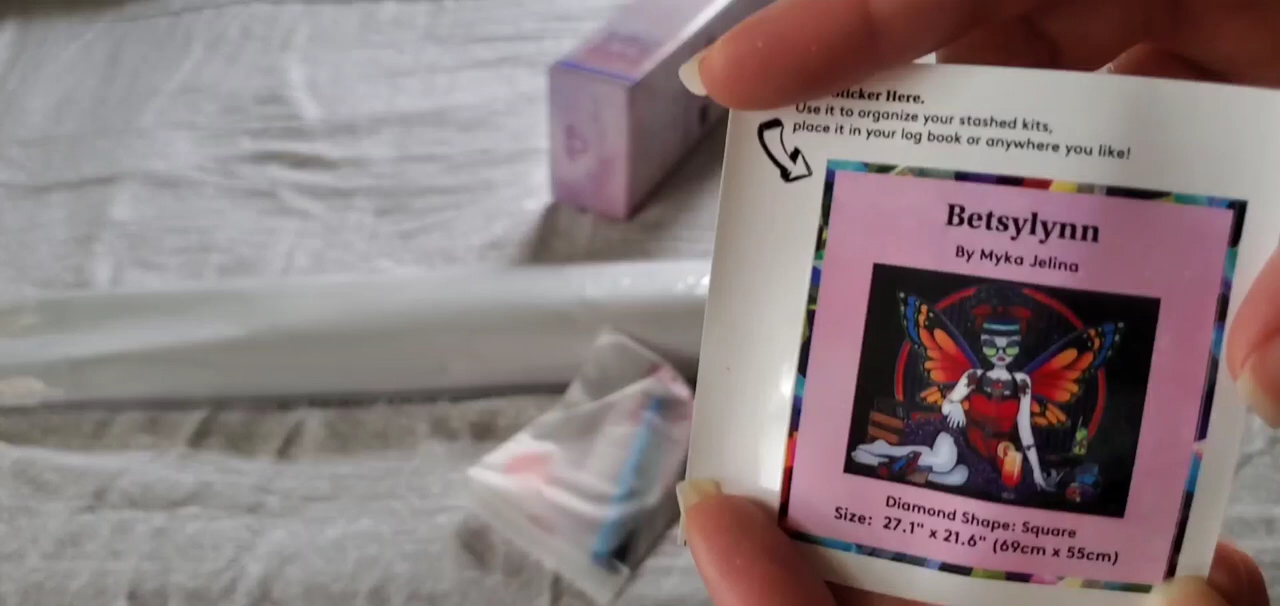 Sticker Here.
Use it to organize your stashed kits,
place it in your log book or anywhere you like!
Betsylynn
By Myka Jelina
Diamond Shape: Square
Size: 27.1" x 21.6" (69cm x 55cm)